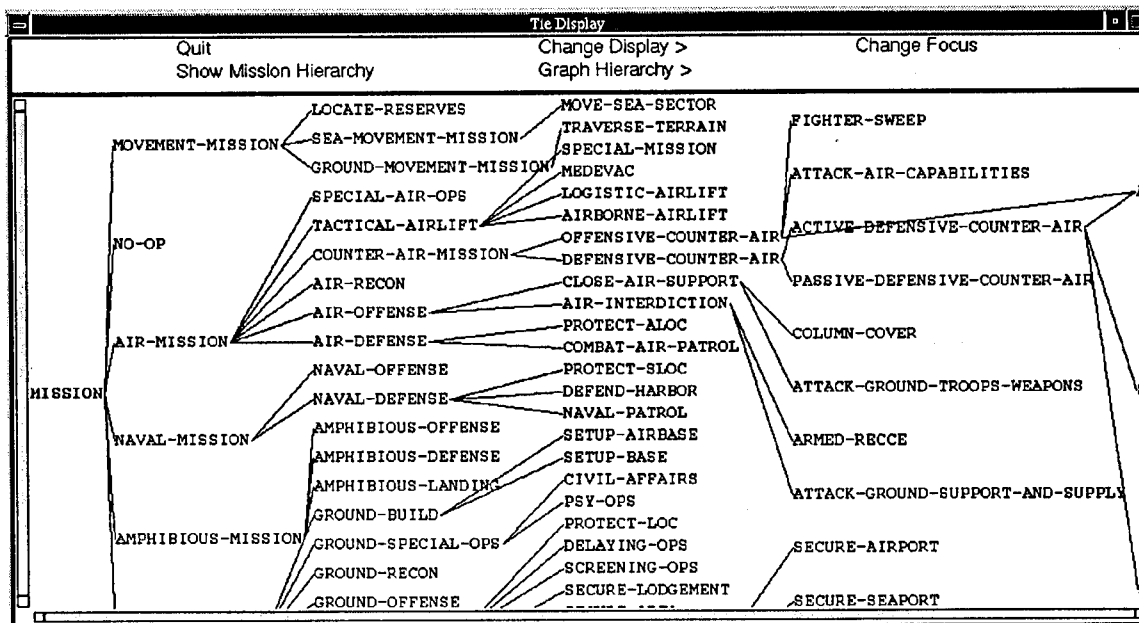 Tie Display
Quit
Change Display >
Change Focus
Show Mission Hierarchy
Graph Hierarchy >
MISSION
MOVEMENT-MISSION
NO-OP
AIR-MISSION
NAVAL-MISSION
AMPHIBIOUS-MISSION
LOCATE-RESERVES
SEA-MOVEMENT-MISSION
GROUND-MOVEMENT-MISSION
SPECIAL-AIR-OPS
TACTICAL-AIRLIFT
COUNTER-AIR-MISSION
AIR-RECON
AIR-OFFENSE
AIR-DEFENSE
NAVAL-OFFENSE
NAVAL-DEFENSE
AMPHIBIOUS-OFFENSE
AMPHIBIOUS-DEFENSE
AMPHIBIOUS-LANDING
GROUND-BUILD
GROUND-SPECIAL-OPS
GROUND-RECON
GROUND-OFFENSE
MOVE-SEA-SECTOR
TRAVERSE-TERRAIN
SPECIAL-MISSION
MEDEVAC
LOGISTIC-AIRLIFT
AIRBORNE-AIRLIFT
OFFENSIVE-COUNTER-AIR
DEFENSIVE-COUNTER-AIR
CLOSE-AIR-SUPPORT
AIR-INTERDICTION
PROTECT-ALOC
COMBAT-AIR-PATROL
PROTECT-SLOC
DEFEND-HARBOR
NAVAL-PATROL
SETUP-AIRBASE
SETUP-BASE
CIVIL-AFFAIRS
PSY-OPS
PROTECT-LOC
DELAYING-OPS
SCREENING-OPS
SECURE-LODGEMENT
FIGHTER-SWEEP
ATTACK-AIR-CAPABILITIES
ACTIVE-DEFENSIVE-COUNTER-AIR
PASSIVE-DEFENSIVE-COUNTER-AIR
COLUMN-COVER
ATTACK-GROUND-TROOPS-WEAPONS
ARMED-RECCE
ATTACK-GROUND-SUPPORT-AND-SUPPLY
SECURE-AIRPORT
SECURE-SEAPORT